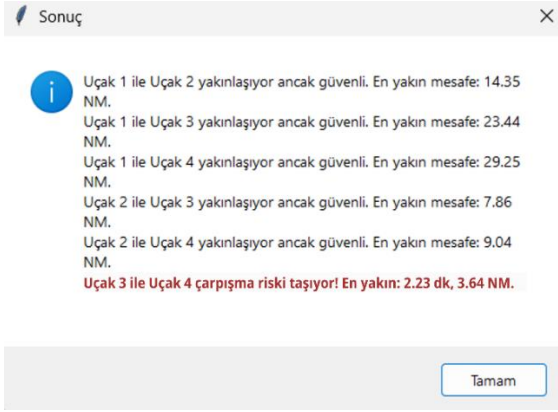 Sonuç
Uçak 1 ile Uçak 2 yakınlaşıyor ancak güvenli. En yakın mesafe: 14.35
NM.
Uçak 1 ile Uçak 3 yakınlaşıyor ancak güvenli. En yakın mesafe: 23.44
NM.
Uçak 1 ile Uçak 4 yakınlaşıyor ancak güvenli. En yakın mesafe: 29.25
NM.
Uçak 2 ile Uçak 3 yakınlaşıyor ancak güvenli. En yakın mesafe: 7.86
NM.
Uçak 2 ile Uçak 4 yakınlaşıyor ancak güvenli. En yakın mesafe: 9.04
NM.
Uçak 3 ile Uçak 4 çarpışma riski taşıyor! En yakın: 2.23 dk, 3.64 NM.
Tamam